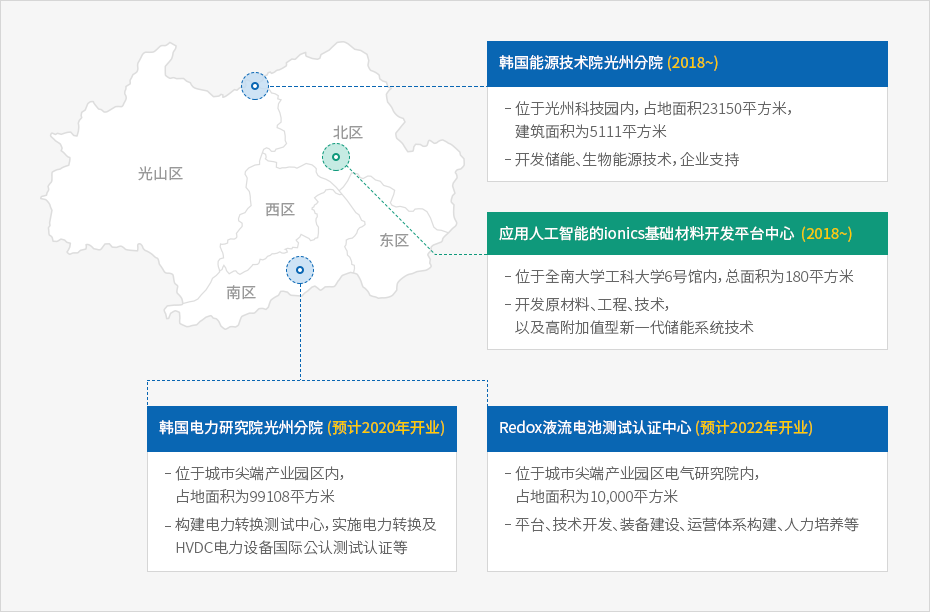 光山区
北区
西区
东区
南区
韩国能源技术院光州分院 (2018~)
- 位于光州科技园内，占地面积23150平方米，
建筑面积为5111平方米
- 开发储能、生物能源技术，企业支持
应用人工智能的ionics基础材料开发平台中心 (2018~)
- 位于全南大学工科大学6号馆内，总面积为180平方米
- 开发原材料、工程、技术，
以及高附加值型新一代储能系统技术
韩国电力研究院光州分院 (预计2020年开业)
- 位于城市尖端产业园区内，
占地面积为99108平方米
- 构建电力转换测试中心，实施电力转换及
HVDC电力设备国际公认测试认证等
Redox液流电池测试认证中心 (预计2022年开业)
- 位于城市尖端产业园区电气研究院内，
占地面积为10,000平方米
- 平台、技术开发、装备建设、运营体系构建、人力培养等